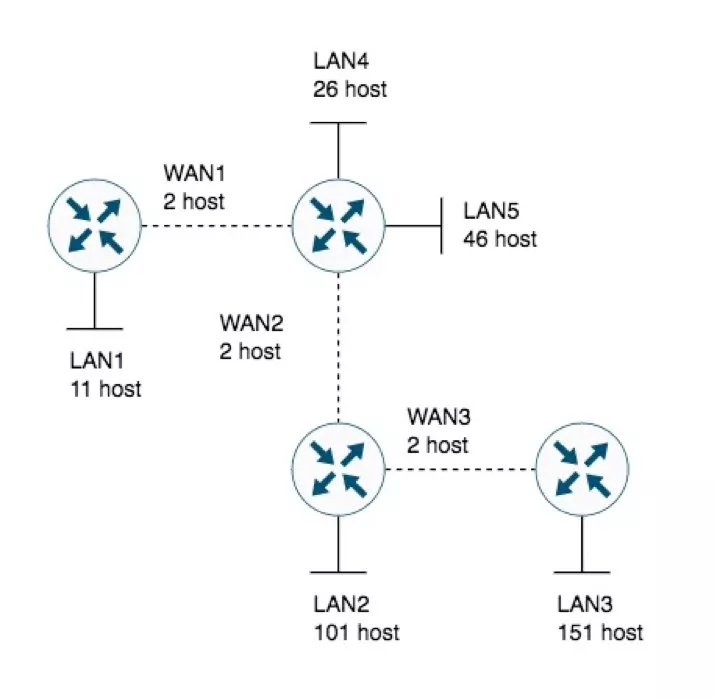 LAN4
26 host
WAN1
2 host
LAN5
46 host
WAN2
2 host
LAN1
11 host
WAN3
2 host
LAN2
101 host
LAN3
151 host